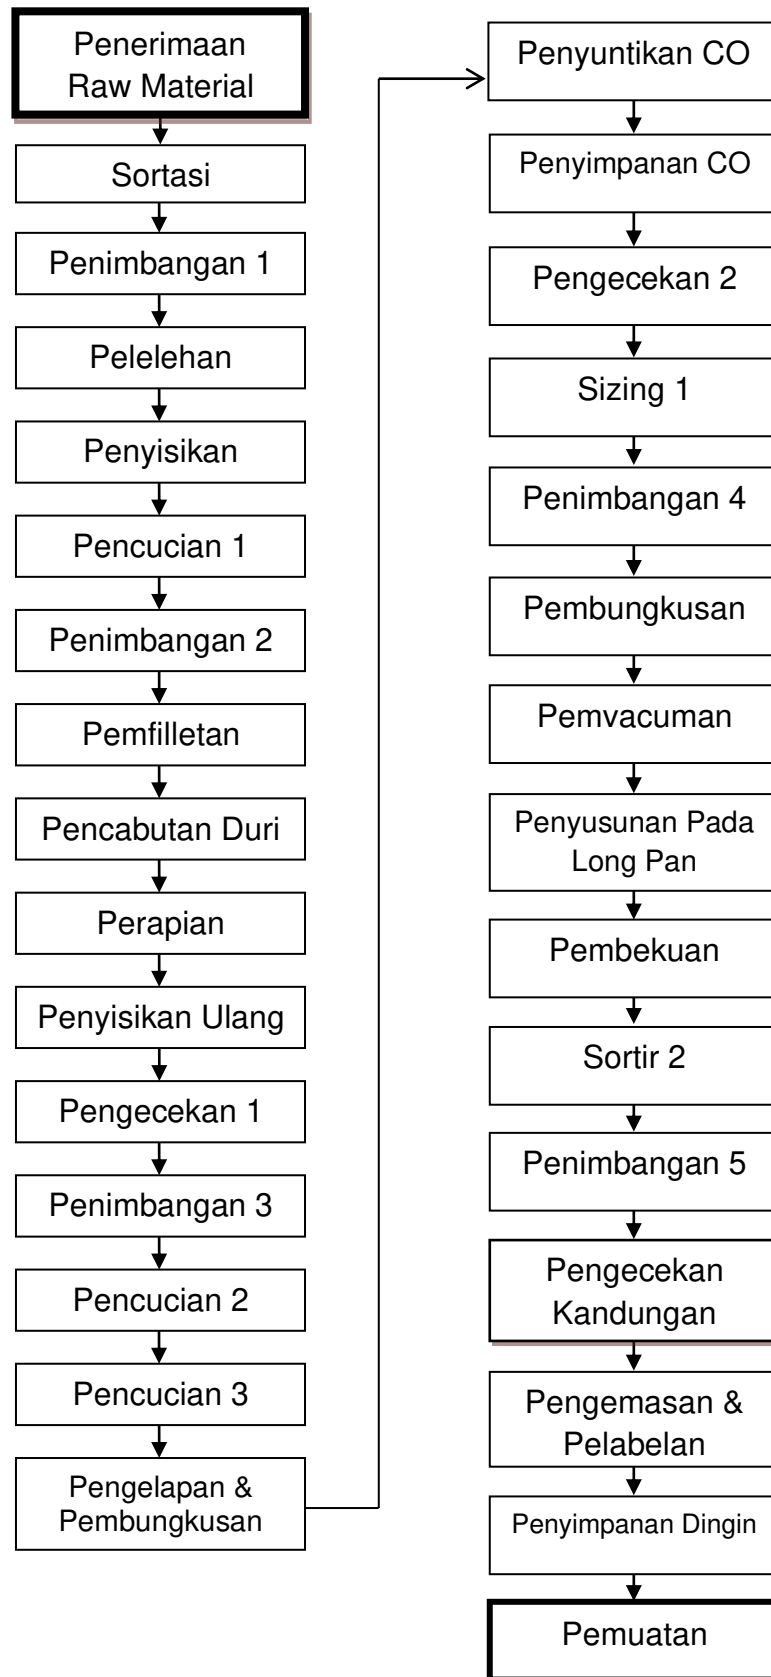 Penerimaan
Raw Material
Sortasi
Penimbangan 1
Pelelehan
Penyisikan
Pencucian 1
Penimbangan 2
Pemfilletan
Pencabutan Duri
Perapian
Penyisikan Ulang
Pengecekan 1
Penimbangan 3
Pencucian 2
Pencucian 3
Pengelapan &
Pembungkusan
Penyuntikan CO
Penyimpanan CO
Pengecekan 2
Sizing 1
Penimbangan 4
Pembungkusan
Pemvacuman
Penyusunan Pada
Long Pan
Pembekuan
Sortir 2
Penimbangan 5
Pengecekan
Kandungan
Pengemasan &
Pelabelan
Penyimpanan Dingin
Pemuatan